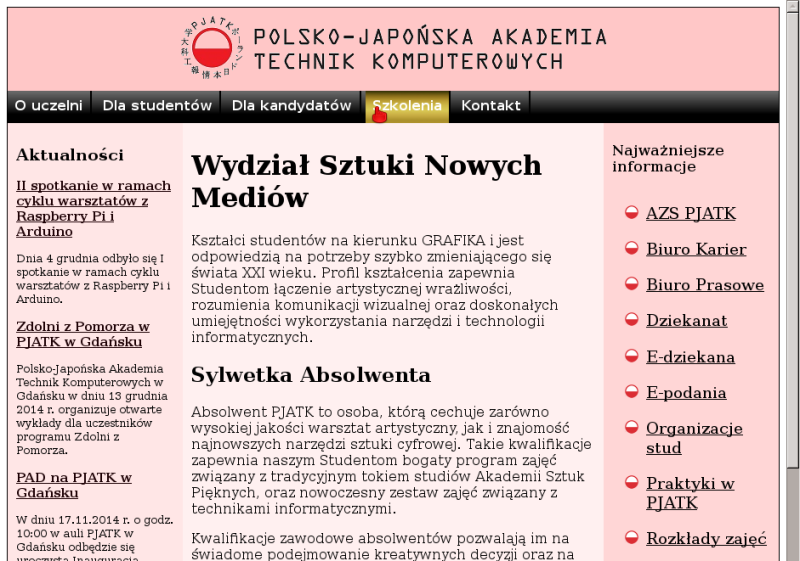 PJATK
ポーランド日本情報工科大学
POLSKO-JAPOŃSKA AKADEMIA
TECHNIK KOMPUTEROWYCH
O uczelni
Dla studentów
Dla kandydatów
Szkolenia
Kontakt
Aktualności
II spotkanie w ramach
cyklu warsztatów z
Raspberry Pi i
Arduino
Dnia 4 grudnia odbyło się I
spotkanie w ramach cyklu
warsztatów z Raspberry Pi i
Arduino.
Zdolni z Pomorza w
PJATK w Gdańsku
Polsko-Japońska Akademia
Technik Komputerowych w
Gdańsku w dniu 13 grudnia
2014 r. organizuje otwarte
wykłady dla uczestników
programu Zdolni z
Pomorza.
PAD na PJATK w
Gdańsku
W dniu 17.11.2014 r. o godz.
10:00 w auli PJATK w
Gdańsku odbędzie się
uroczysta Inauguracja
Wydział Sztuki Nowych
Mediów
Kształci studentów na kierunku GRAFIKA i jest
odpowiedzią na potrzeby szybko zmieniającego się
świata XXI wieku. Profil kształcenia zapewnia
Studentom łączenie artystycznej wrażliwości,
rozumienia komunikacji wizualnej oraz doskonałych
umiejętności wykorzystania narzędzi i technologii
informatycznych.
Sylwetka Absolwenta
Absolwent PJATK to osoba, którą cechuje zarówno
wysokiej jakości warsztat artystyczny, jak i znajomość
najnowszych narzędzi sztuki cyfrowej. Takie kwalifikacje
zapewnia naszym Studentom bogaty program zajęć
związany z tradycyjnym tokiem studiów Akademii Sztuk
Pięknych, oraz nowoczesny zestaw zajęć związany z
technikami informatycznymi.
Kwalifikacje zawodowe absolwentów pozwalają im na
świadome podejmowanie kreatywnych decyzji oraz na
Najważniejsze
informacje
AZS PJATK
Biuro Karier
Biuro Prasowe
Dziekanat
E-dziekana
E-podania
Organizacje
stud
Praktyki w
PJATK
Rozkłady zajęć